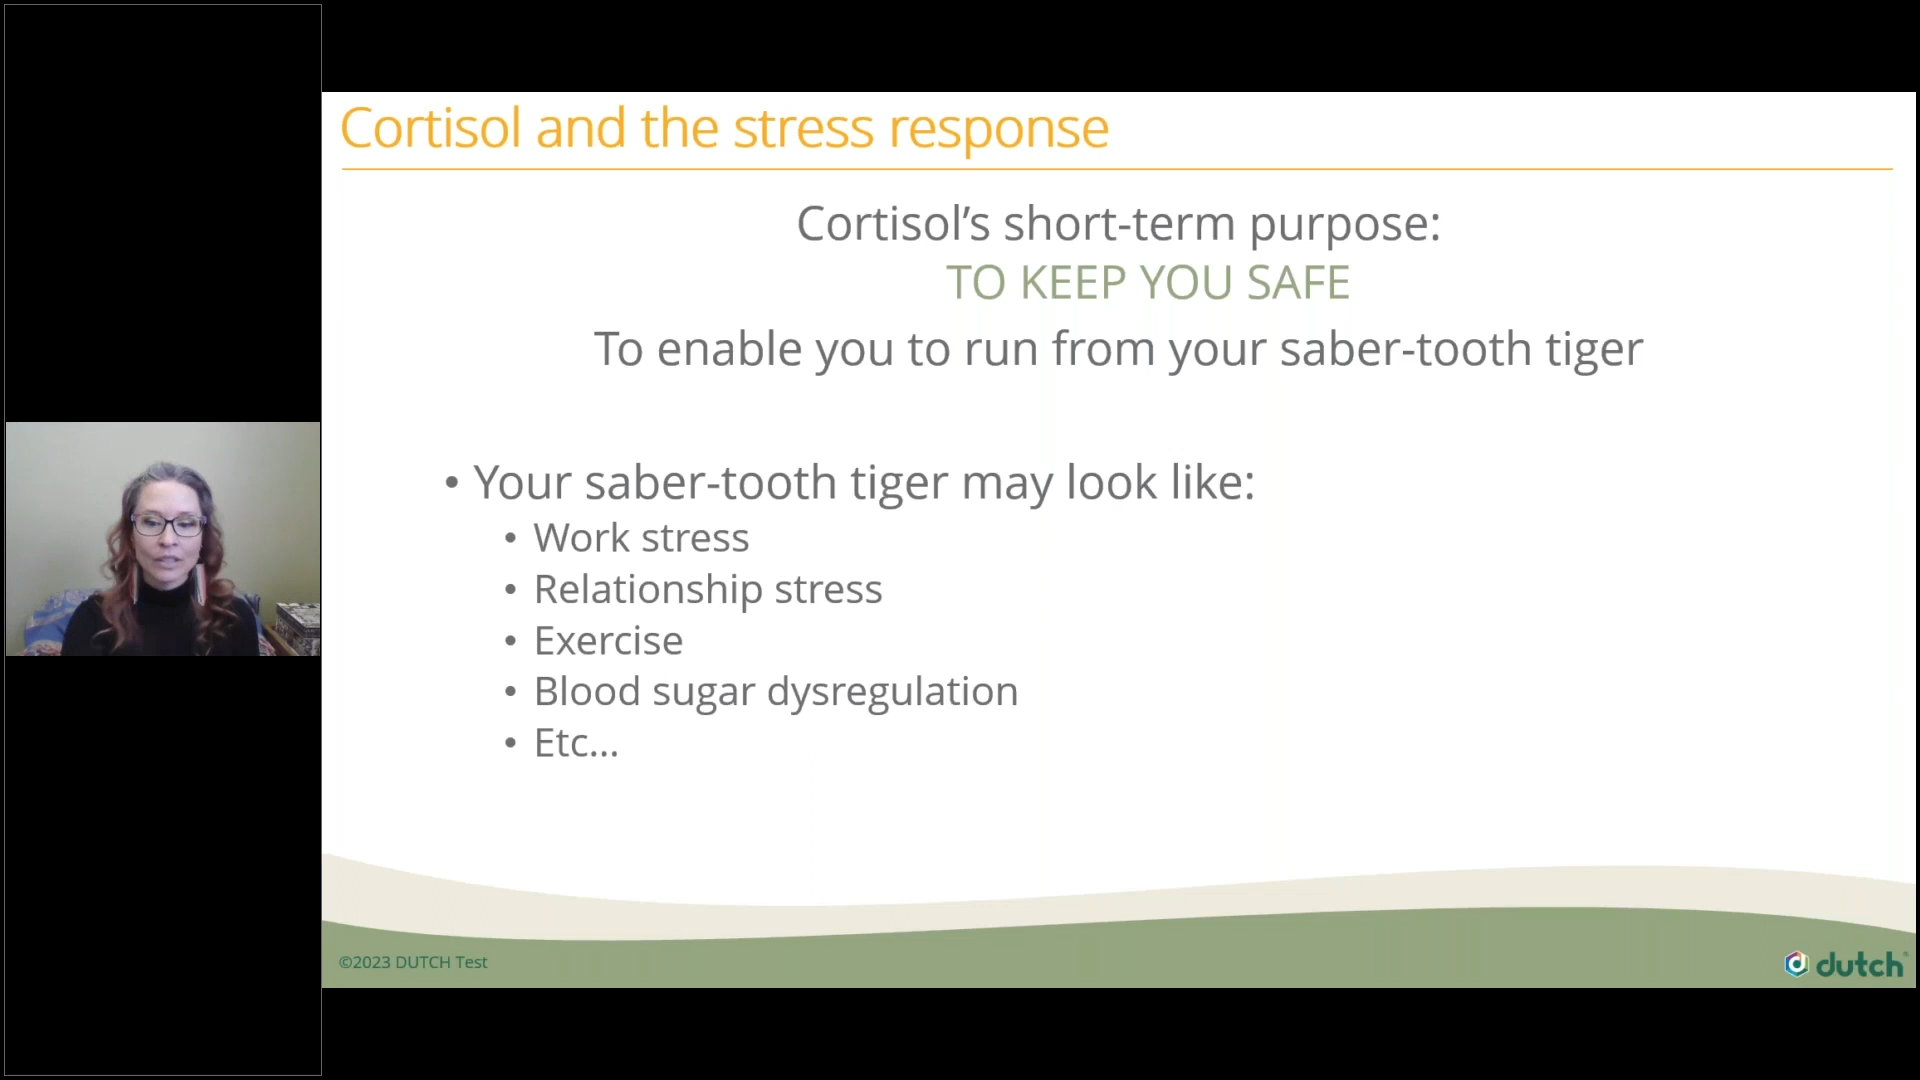 Cortisol and the stress response
Cortisol’s short-term purpose:
TO KEEP YOU SAFE
To enable you to run from your saber-tooth tiger
• Your saber-tooth tiger may look like:
• Work stress
• Relationship stress
• Exercise
• Blood sugar dysregulation
• Etc...
©2023 DUTCH Test
dutch